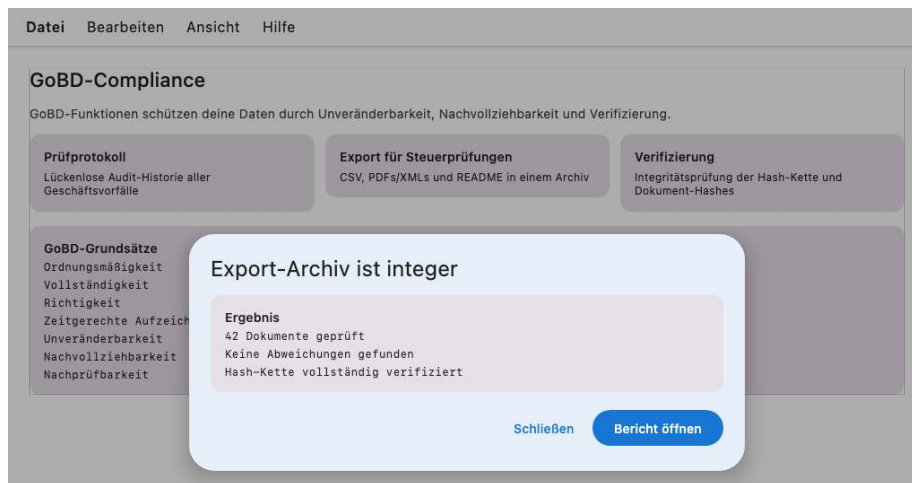 Datei Bearbeiten Ansicht Hilfe
GoBD-Compliance
GoBD-Funktionen schützen deine Daten durch Unveränderbarkeit, Nachvollziehbarkeit und Verifizierung.
Prüfprotokoll
Lückenlose Audit-Historie aller
Geschäftsvorfälle
Export für Steuerprüfungen
CSV, PDFs/XMLs und README in einem Archiv
Verifizierung
Integritätsprüfung der Hash-Kette und
Dokument-Hashes
GoBD-Grundsätze
Ordnungsmäßigkeit
Vollständigkeit
Richtigkeit
Zeitgerechte Aufzeich
Unveränderbarkeit
Nachvollziehbarkeit
Nachprüfbarkeit
Export-Archiv ist integer
Ergebnis
42 Dokumente geprüft
Keine Abweichungen gefunden
Hash-Kette vollständig verifiziert
Schließen Bericht öffnen